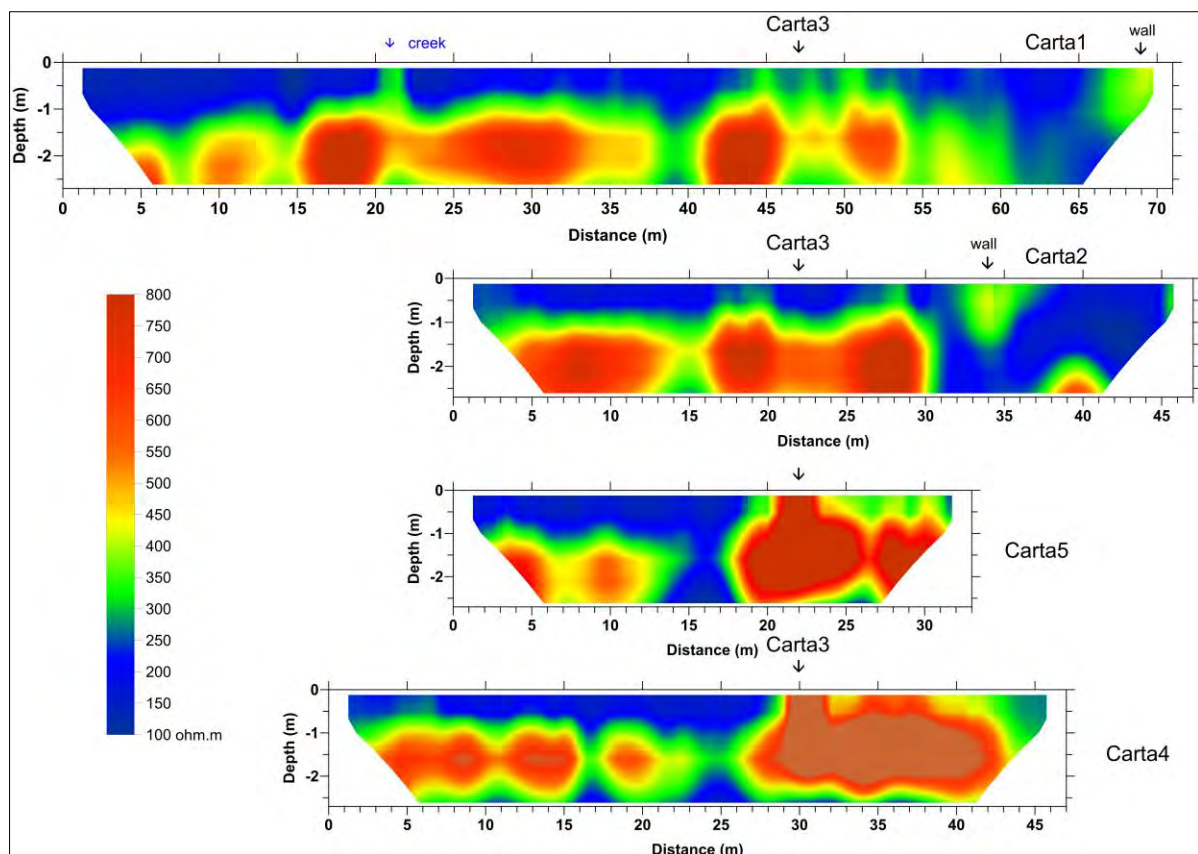 Carta3
creek
Carta1
wall
Depth (m)
0
-1
-2
0 5 10 15 20 25 30 35 40 45 50 55 60 65 70
Distance (m)
Carta3
wall
Carta2
Depth (m)
0
-1
-2
0 5 10 15 20 25 30 35 40 45
Distance (m)
800
750
700
650
600
550
500
450
400
350
300
250
200
150
100 ohm.m
Depth (m)
0
-1
-2
Carta5
0 5 10 15 20 26 30
Distance (m)
Carta3
Depth (m)
0
-1
-2
Carta4
0 5 10 15 20 25 30 35 40 45
Distance (m)